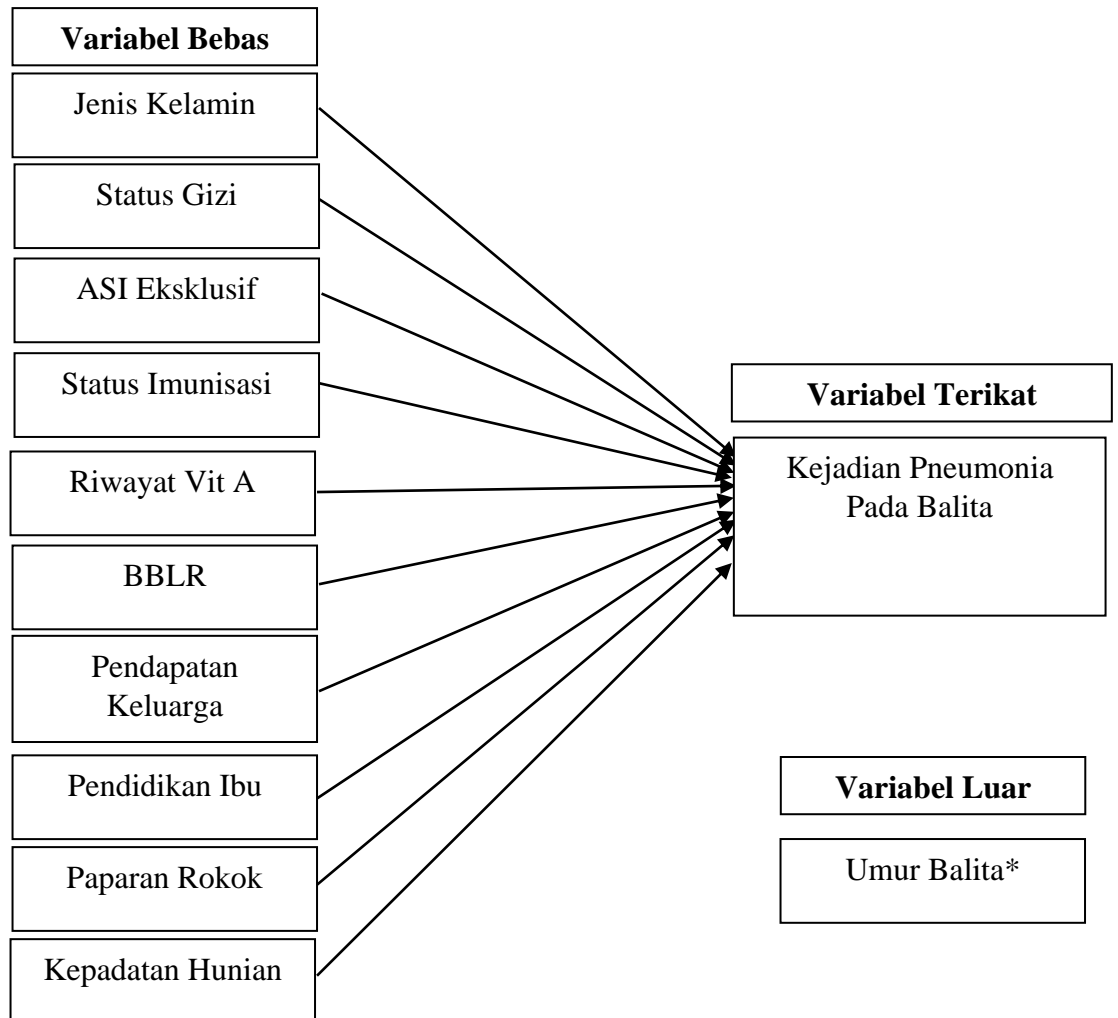 Variabel Bebas
Jenis Kelamin
Status Gizi
ASI Eksklusif
Status Imunisasi
Riwayat Vit A
BBLR
Pendapatan
Keluarga
Pendidikan Ibu
Paparan Rokok
Kepadatan Hunian
Variabel Terikat
Kejadian Pneumonia
Pada Balita
Variabel Luar
Umur Balita*